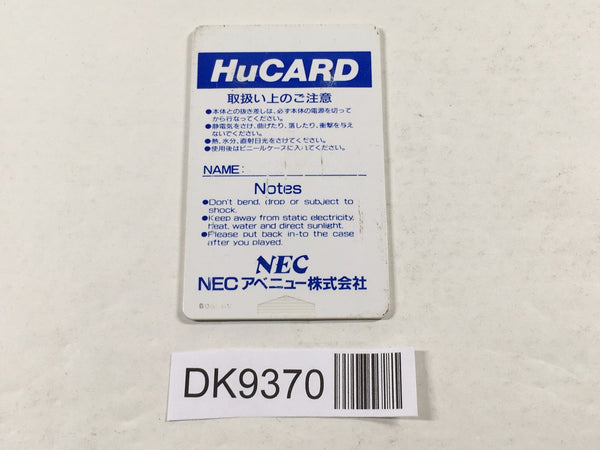 HuCARD
取扱い上のご注意
●本体との抜き差しは、必ず本体の電源を切って
から行なってください。
●静電気をさけ、曲げたり、落したり、衝撃を与え
ないでください。
●熱、水分、直射日光をさけてください。
●使用後はビニールケースに入れてください。
NAME:
Notes
●Don't bend, drop or subject to
shock.
●Keep away from static electricity,
Heat, water and direct sunlight.
●Please put back in-to the case
after you played.
NEC
NECアベニュー株式会社
DK9370